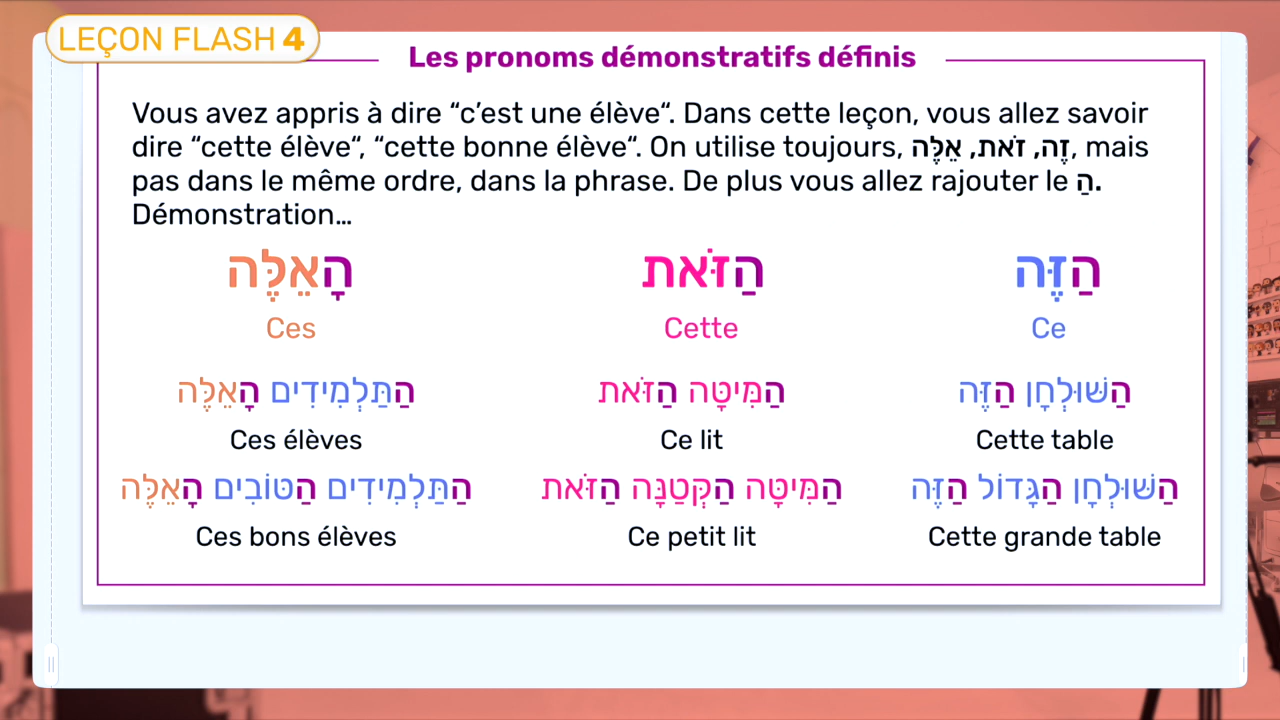 LEÇON FLASH 4
Les pronoms démonstratifs définis
Vous avez appris à dire “c’est une élève“. Dans cette leçon, vous allez savoir
dire “cette élève“, “cette bonne élève“. On utilise toujours, זֶה, זֹאת, אֵלֶּה, mais
pas dans le même ordre, dans la phrase. De plus vous allez rajouter le הַ.
Démonstration...
הַזֶּה הַזֹּאת הָאֵלֶּה
Ce Cette Ces
הַשּׁוּלְחָן הַזֶּה הַמִּיטָּה הַזֹּאת הַתַּלְמִידִים הָאֵלֶּה
Cette table Ce lit Ces élèves
הַשּׁוּלְחָן הַגָּדוֹל הַזֶּה הַמִּיטָּה הַקְּטַנָּה הַזֹּאת הַתַּלְמִידִים הַטּוֹבִים הָאֵלֶּה
Cette grande table Ce petit lit Ces bons élèves